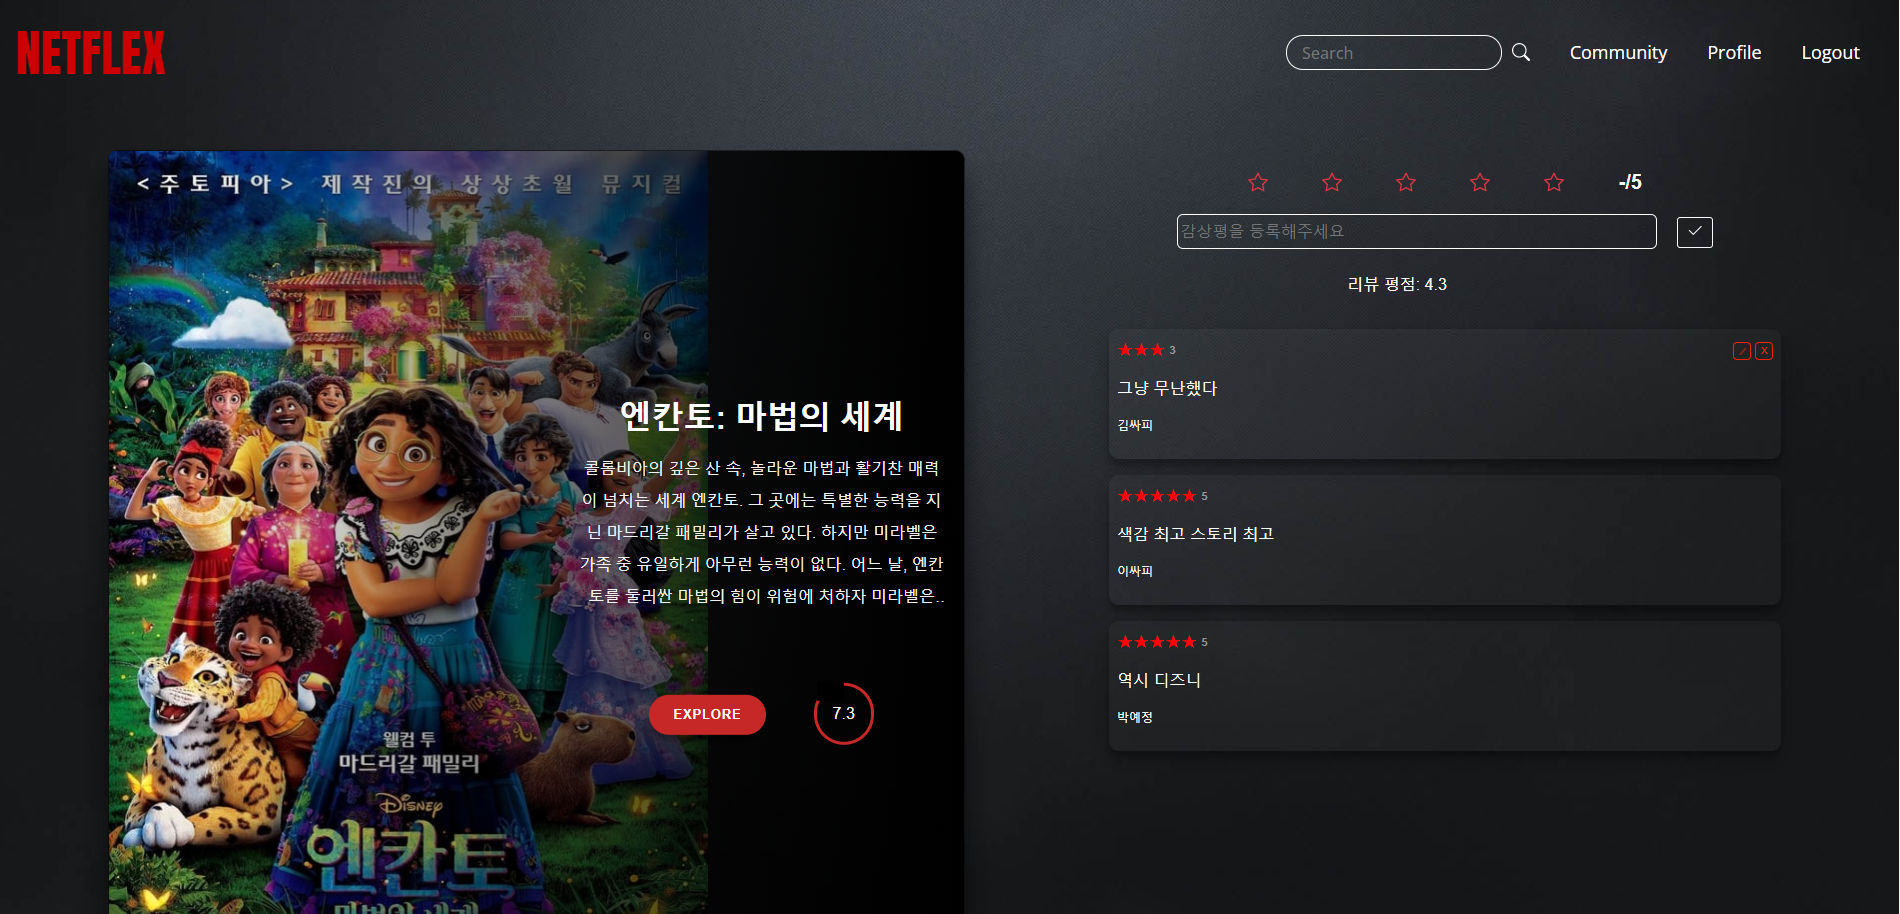 NETFLEX
Search
Community
Profile
Logout
<주토피아> 제작진의 상상초월 뮤지컬
엔칸토: 마법의 세계
콜롬비아의 깊은 산 속, 놀라운 마법과 활기찬 매력
이 넘치는 세계 엔칸토. 그 곳에는 특별한 능력을 지
닌 마드리갈 패밀리가 살고 있다. 하지만 미라벨은
가족 중 유일하게 아무런 능력이 없다. 어느 날, 엔칸
토를 둘러싼 마법의 힘이 위험에 처하자 미라벨은..
EXPLORE
7.3
웰컴 투
마드리갈 패밀리
Disney
엔칸토
마법의 세계
-/5
감상평을 등록해주세요
리뷰 평점: 4.3
★★★ 3
X
그냥 무난했다
김싸피
★★★★★ 5
색감 최고 스토리 최고
이싸피
★★★★★ 5
역시 디즈니
박예정